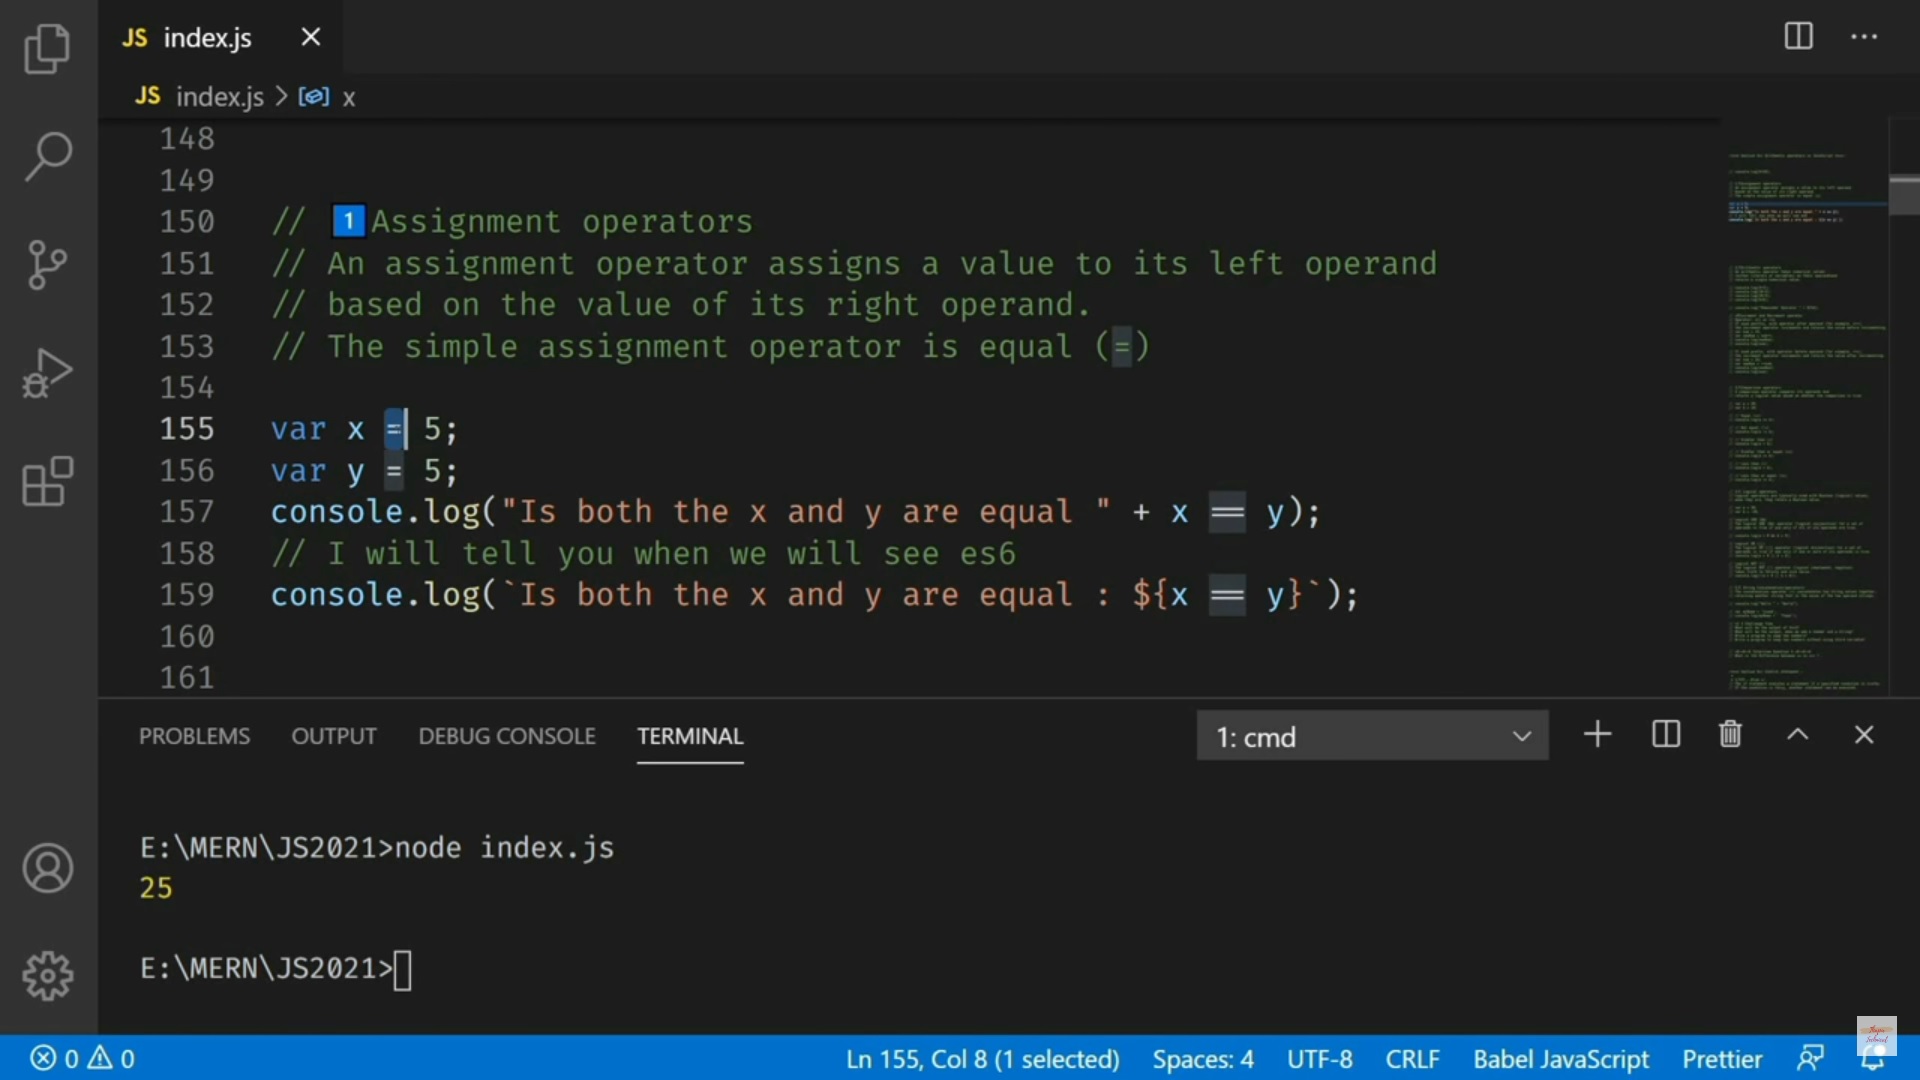 JS index.js
JS index.js > x
148
149
150 // 1 Assignment operators
151 // An assignment operator assigns a value to its left operand
152 // based on the value of its right operand.
153 // The simple assignment operator is equal (=)
154
155 var x = 5;
156 var y = 5;
157 console.log("Is both the x and y are equal " + x == y);
158 // I will tell you when we will see es6
159 console.log(`Is both the x and y are equal : ${x == y}`);
160
161
PROBLEMS OUTPUT DEBUG CONSOLE TERMINAL 1: cmd
E:\MERN\JS2021>node index.js
25
E:\MERN\JS2021>
0 0 Ln 155, Col 8 (1 selected) Spaces: 4 UTF-8 CRLF Babel JavaScript Prettier